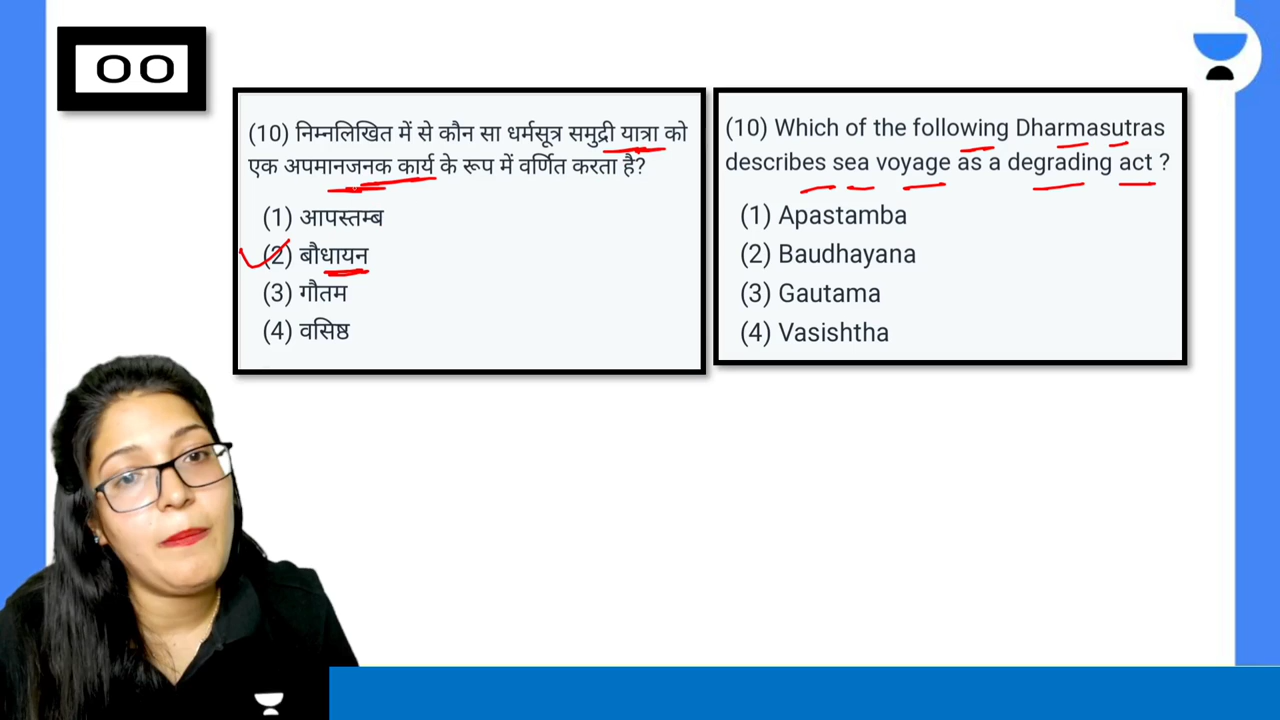 00
(10) निम्नलिखित में से कौन सा धर्मसूत्र समुद्री यात्रा को
एक अपमानजनक कार्य के रूप में वर्णित करता है?
(1) आपस्तम्ब
(2) बौधायन
(3) गौतम
(4) वसिष्ठ
(10) Which of the following Dharmasutras
describes sea voyage as a degrading act ?
(1) Apastamba
(2) Baudhayana
(3) Gautama
(4) Vasishtha